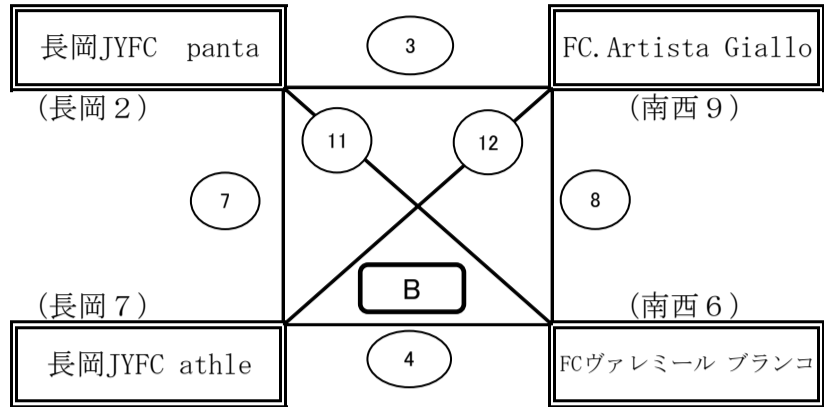 長岡JYFC panta
3
FC.Artista Giallo
(長岡2)
(南西9)
11
12
7
8
B
(長岡7)
(南西6)
長岡JYFC athle
4
FCヴァレミール ブランコ